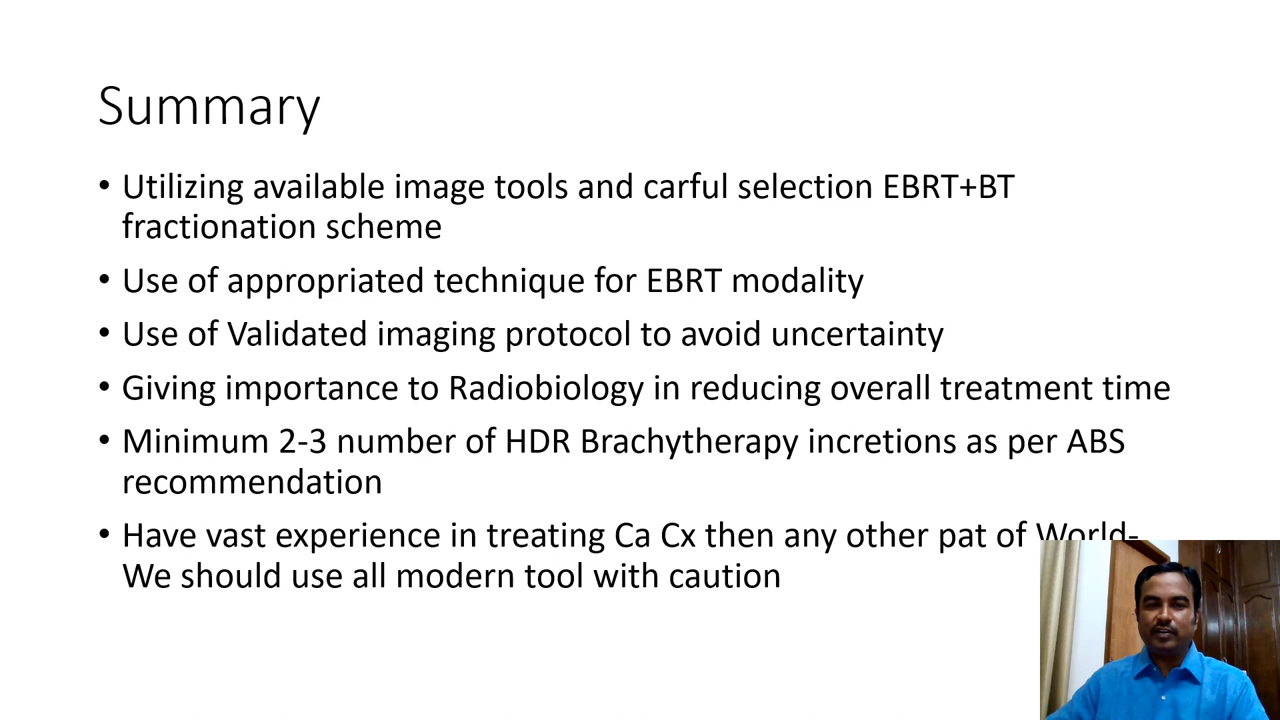 Summary
• Utilizing available image tools and carful selection EBRT+BT
fractionation scheme
• Use of appropriated technique for EBRT modality
• Use of Validated imaging protocol to avoid uncertainty
• Giving importance to Radiobiology in reducing overall treatment time
• Minimum 2-3 number of HDR Brachytherapy incretions as per ABS
recommendation
• Have vast experience in treating Ca Cx then any other pat of World-
We should use all modern tool with caution